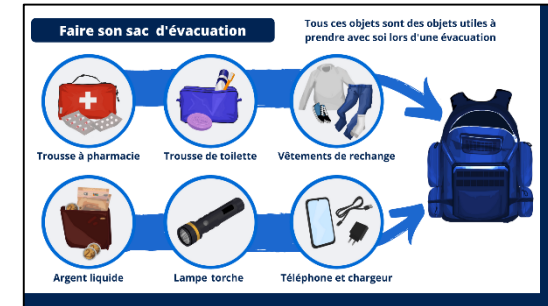 Faire son sac d'évacuation
Tous ces objets sont des objets utiles à
prendre avec soi lors d'une évacuation
Trousse à pharmacie
Trousse de toilette
Vêtements de rechange
Argent liquide
Lampe torche
Téléphone et chargeur